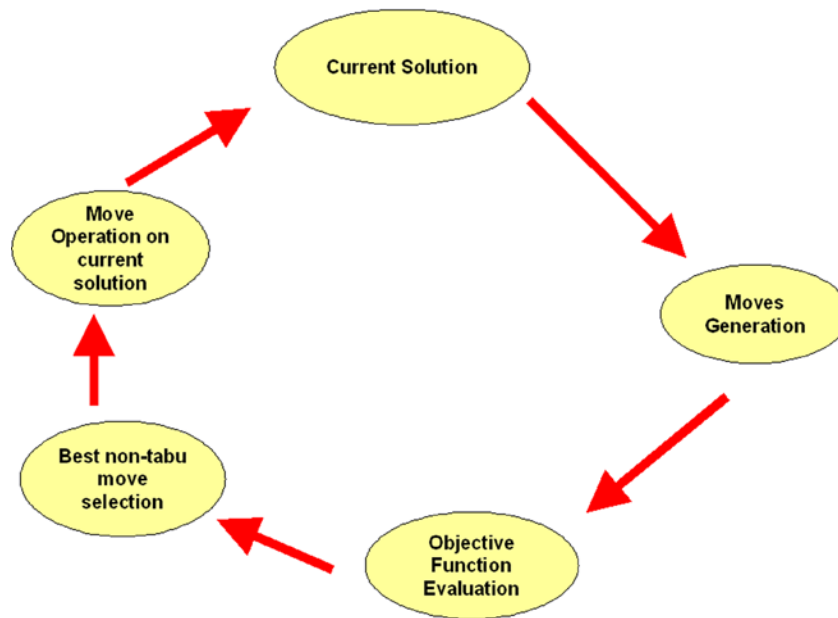 Current Solution
Moves
Generation
Objective
Function
Evaluation
Best non-tabu
move
selection
Move
Operation on
current
solution